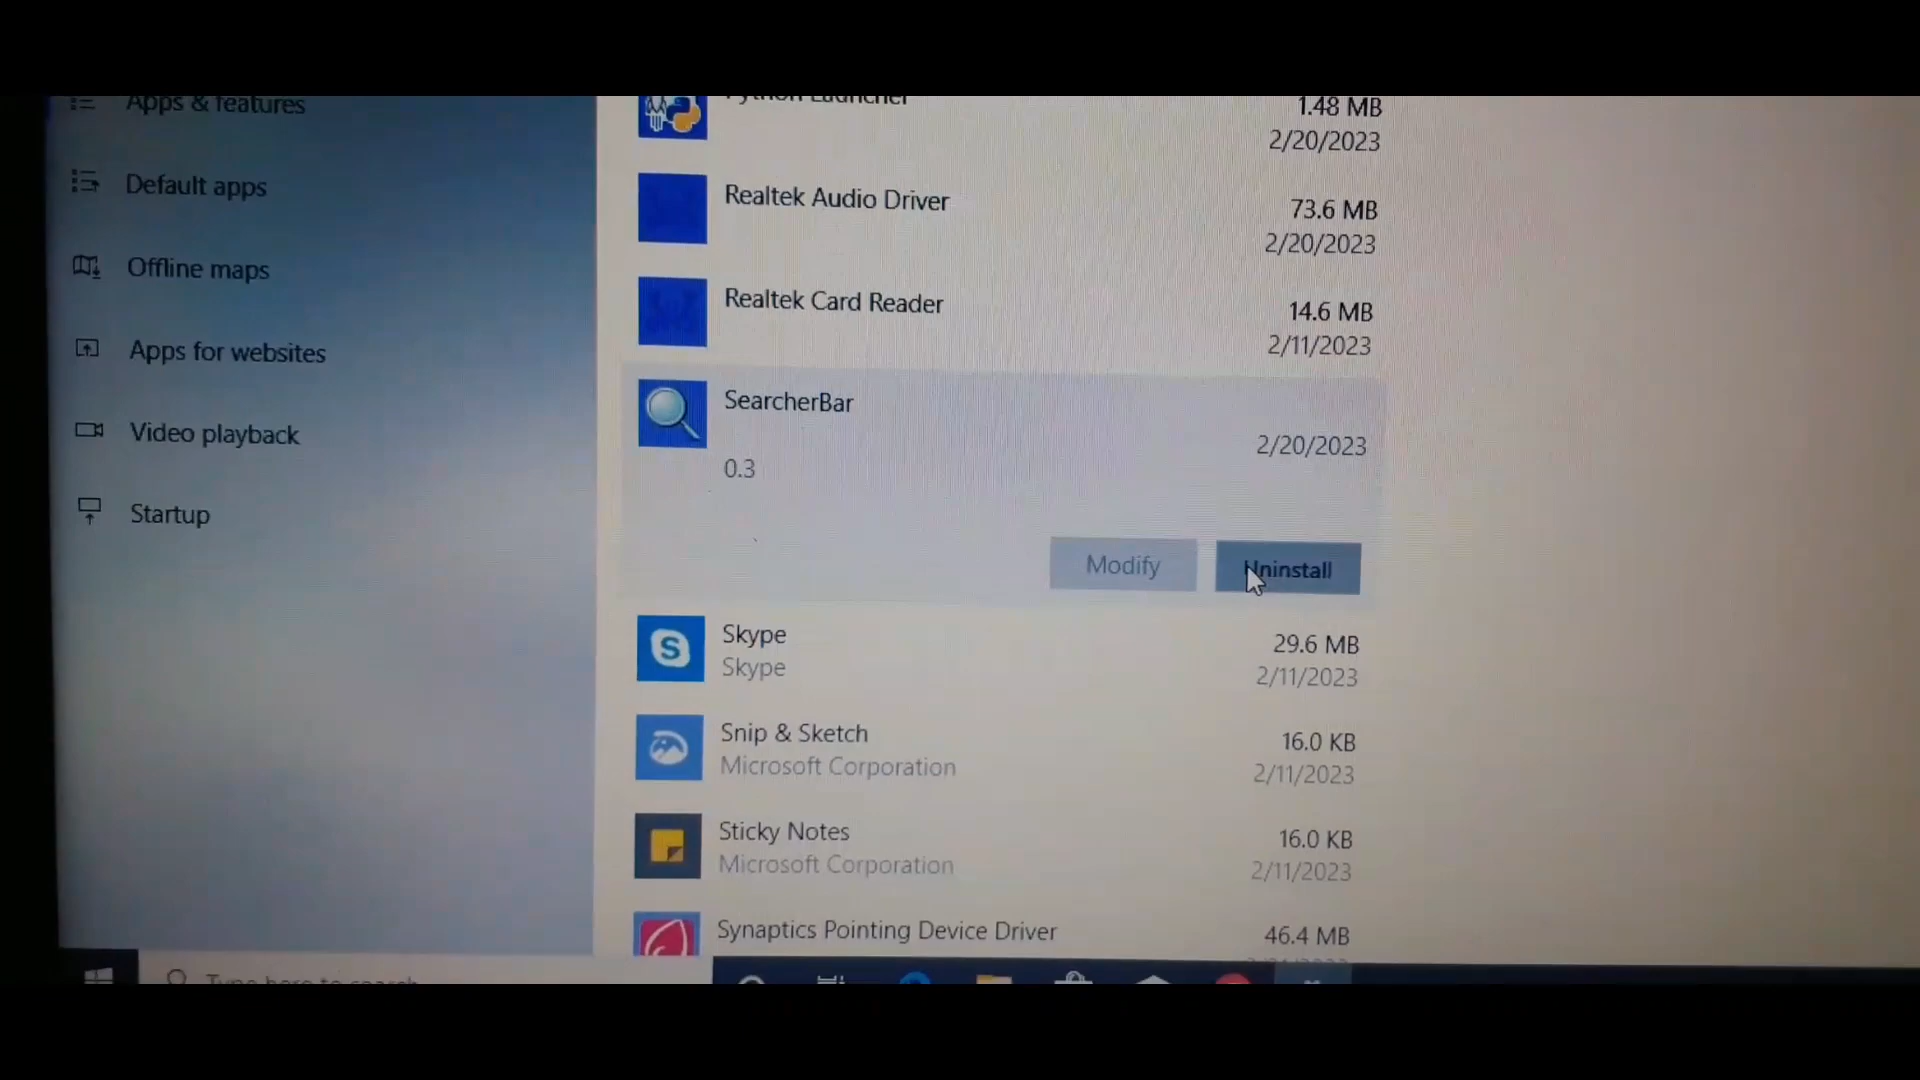 Apps & features
Default apps
Offline maps
Apps for websites
Video playback
Startup
Python Launcher
1.48 MB
2/20/2023
Realtek Audio Driver
73.6 MB
2/20/2023
Realtek Card Reader
14.6 MB
2/11/2023
SearcherBar
2/20/2023
0.3
Modify
Uninstall
Skype
29.6 MB
Skype
2/11/2023
Snip & Sketch
16.0 KB
Microsoft Corporation
2/11/2023
Sticky Notes
16.0 KB
Microsoft Corporation
2/11/2023
Synaptics Pointing Device Driver
46.4 MB
Type here to search